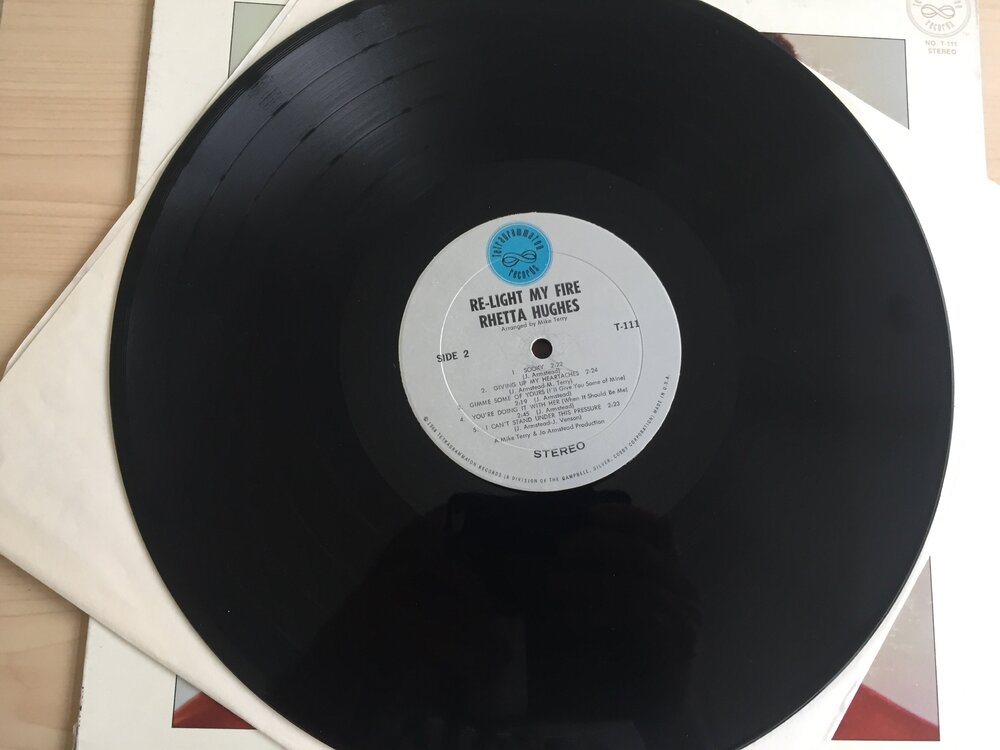 records
NO. T-111
STEREO
tetragrammaton
records
RE-LIGHT MY FIRE
RHETTA HUGHES
Arranged by Mike Terry
SIDE 2
T-111
1. SOOKY 2:22
(J. Armstead)
2. GIVING UP MY HEARTACHES 2:24
(J. Armstead-M. Terry)
3. GIMME SOME OF YOURS (I'll Give You Some of Mine)
2:19 (J. Armstead)
4. YOU'RE DOING IT WITH HER (When It Should Be Me)
2:45 (J. Armstead)
5. I CAN'T STAND UNDER THIS PRESSURE 2:23
(J. Armstead-J. Venson)
A Mike Terry & Jo Armstead Production
STEREO
TETRAGRAMMATON RECORDS (A DIVISION OF THE CAMPBELL, SILVER, COSBY CORPORATION) MADE IN U.S.A.